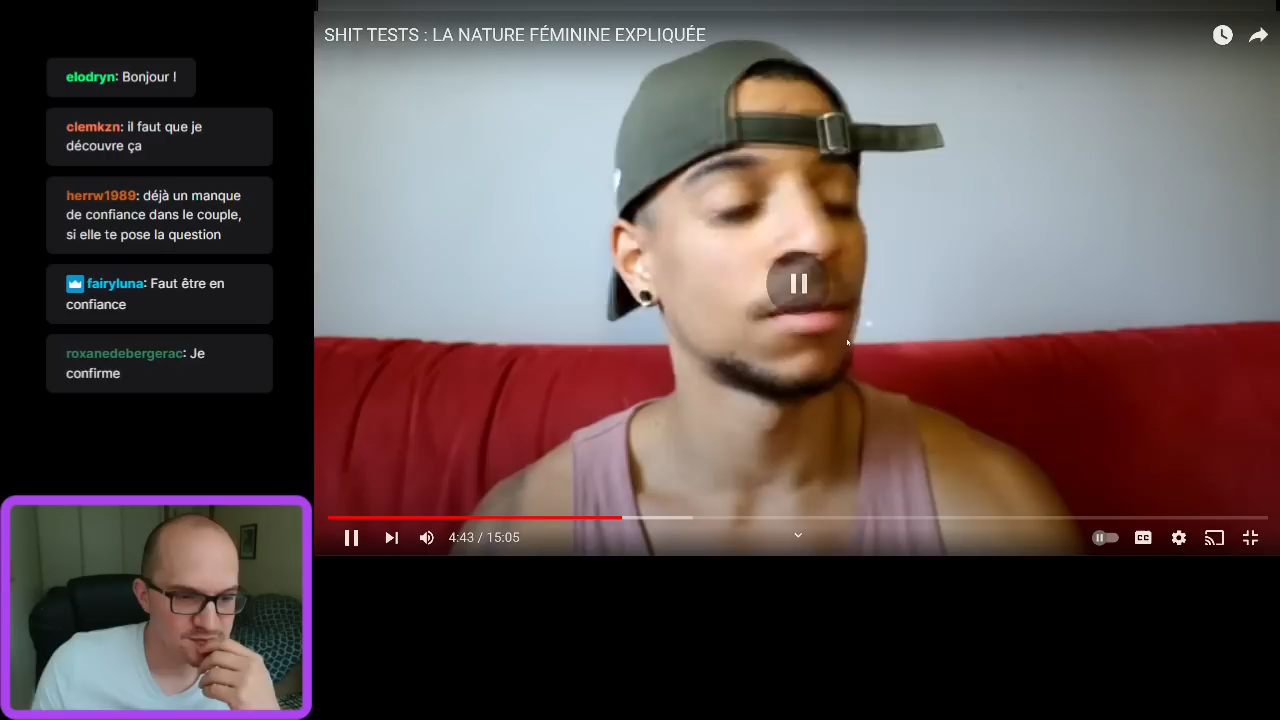 SHIT TESTS : LA NATURE FÉMININE EXPLIQUÉE
elodryn: Bonjour !
clemkzn: il faut que je
découvre ça
herrw1989: déjà un manque
de confiance dans le couple,
si elle te pose la question
fairyluna: Faut être en
confiance
roxanedebergerac: Je
confirme
4:43 / 15:05
CC